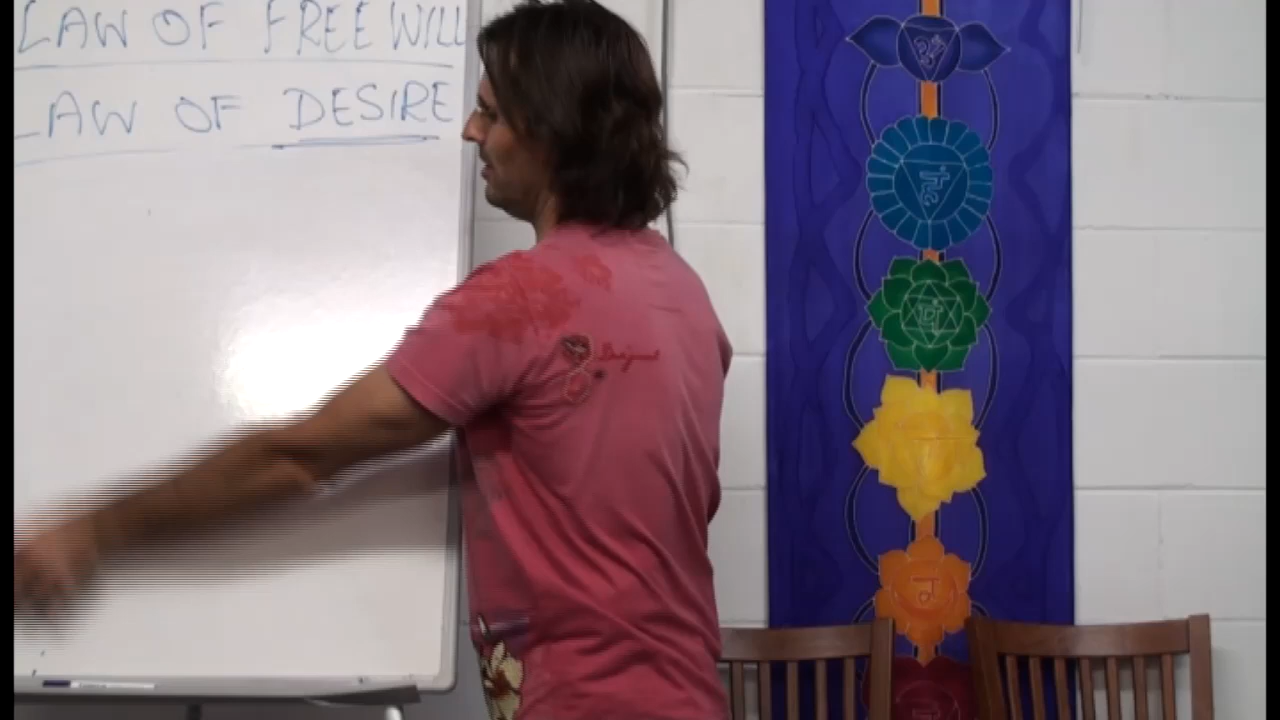 LAW OF FREE WILL
LAW OF DESIRE
ॐ
हं
यं